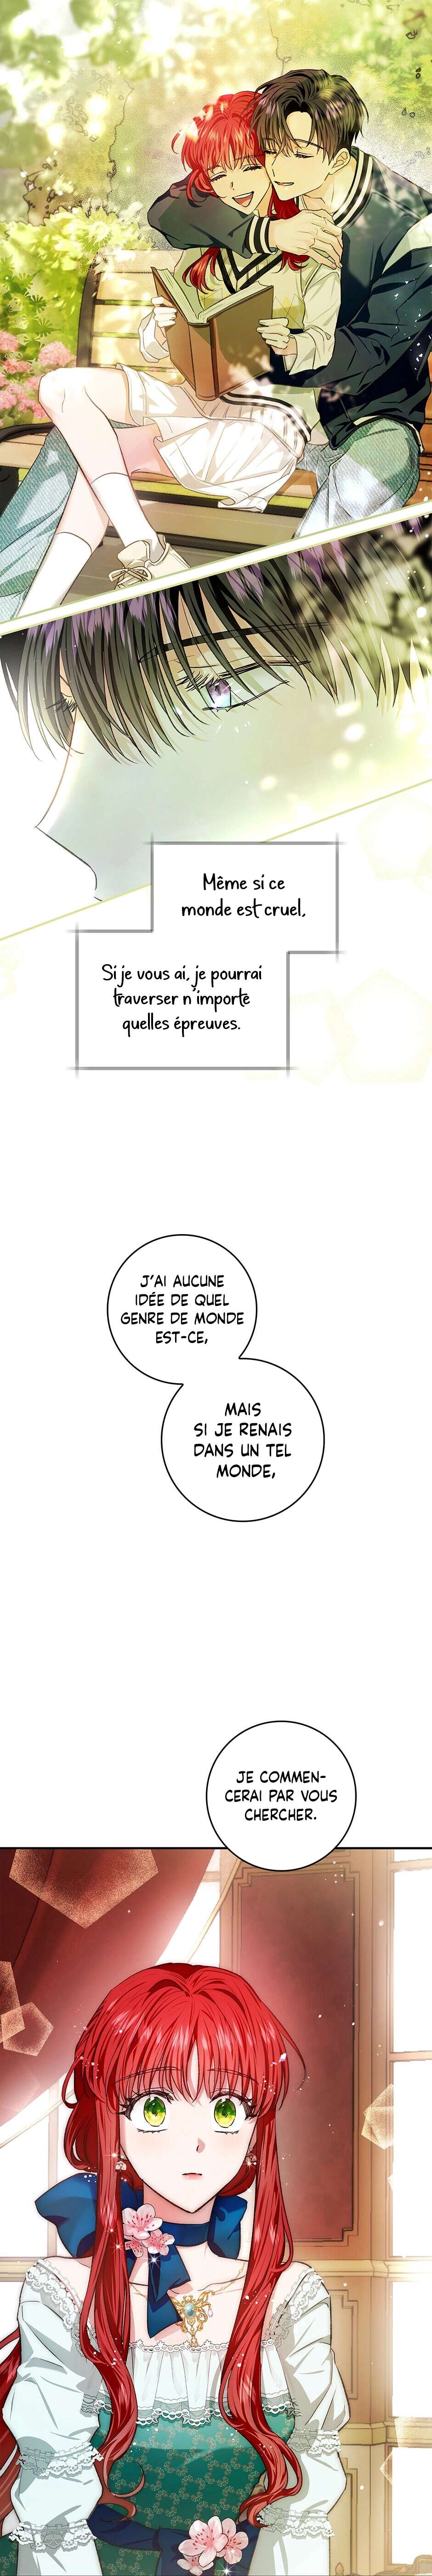 Même si ce
monde est cruel,
Si je vous ai, je pourrai
traverser n'importe
quelles épreuves.
J'AI AUCUNE
IDÉE DE QUEL
GENRE DE MONDE
EST-CE,
MAIS
SI JE RENAIS
DANS UN TEL
MONDE,
JE COMMEN-
CERAI PAR VOUS
CHERCHER.